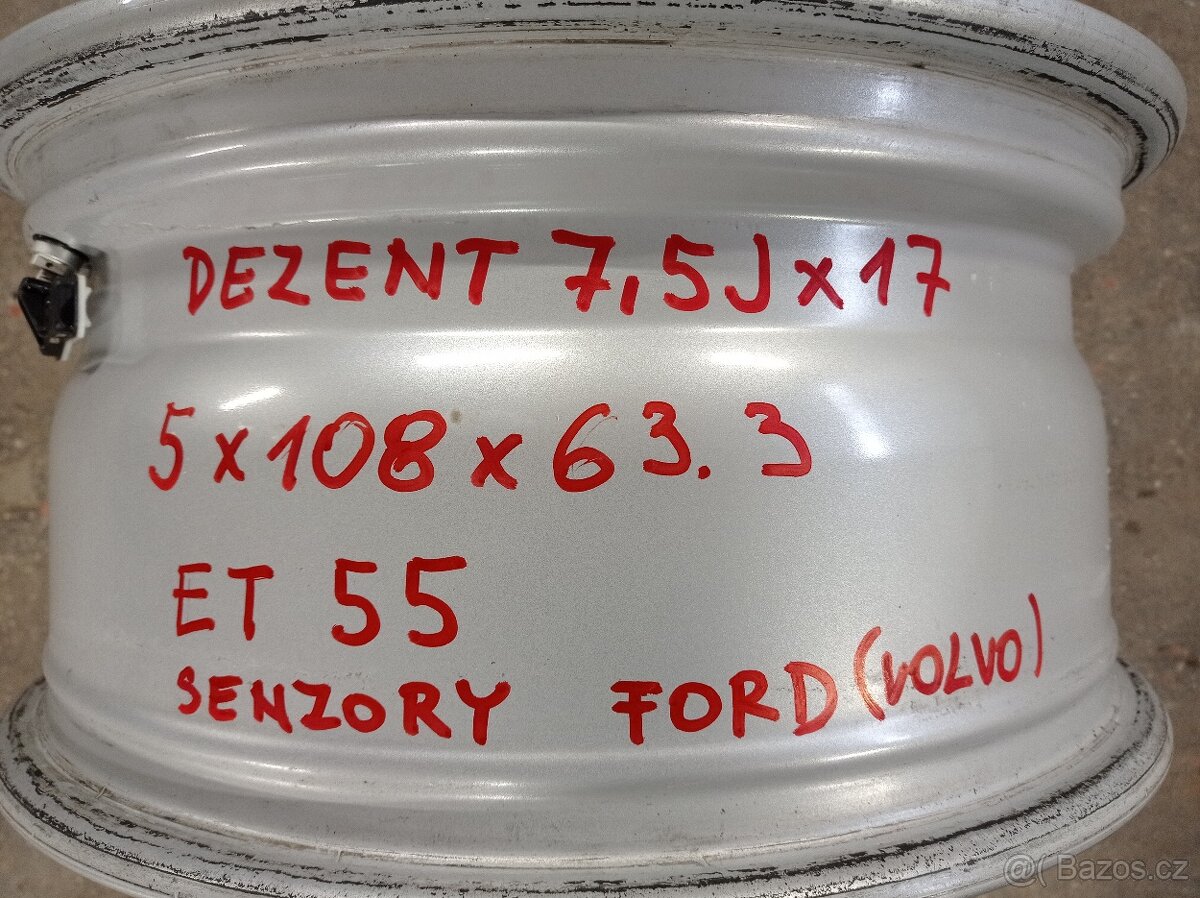 DEZENT 7,5J x 17
5 x 108 x 63.3
ET 55
SENZORY FORD (VOLVO)
@( Bazos.cz